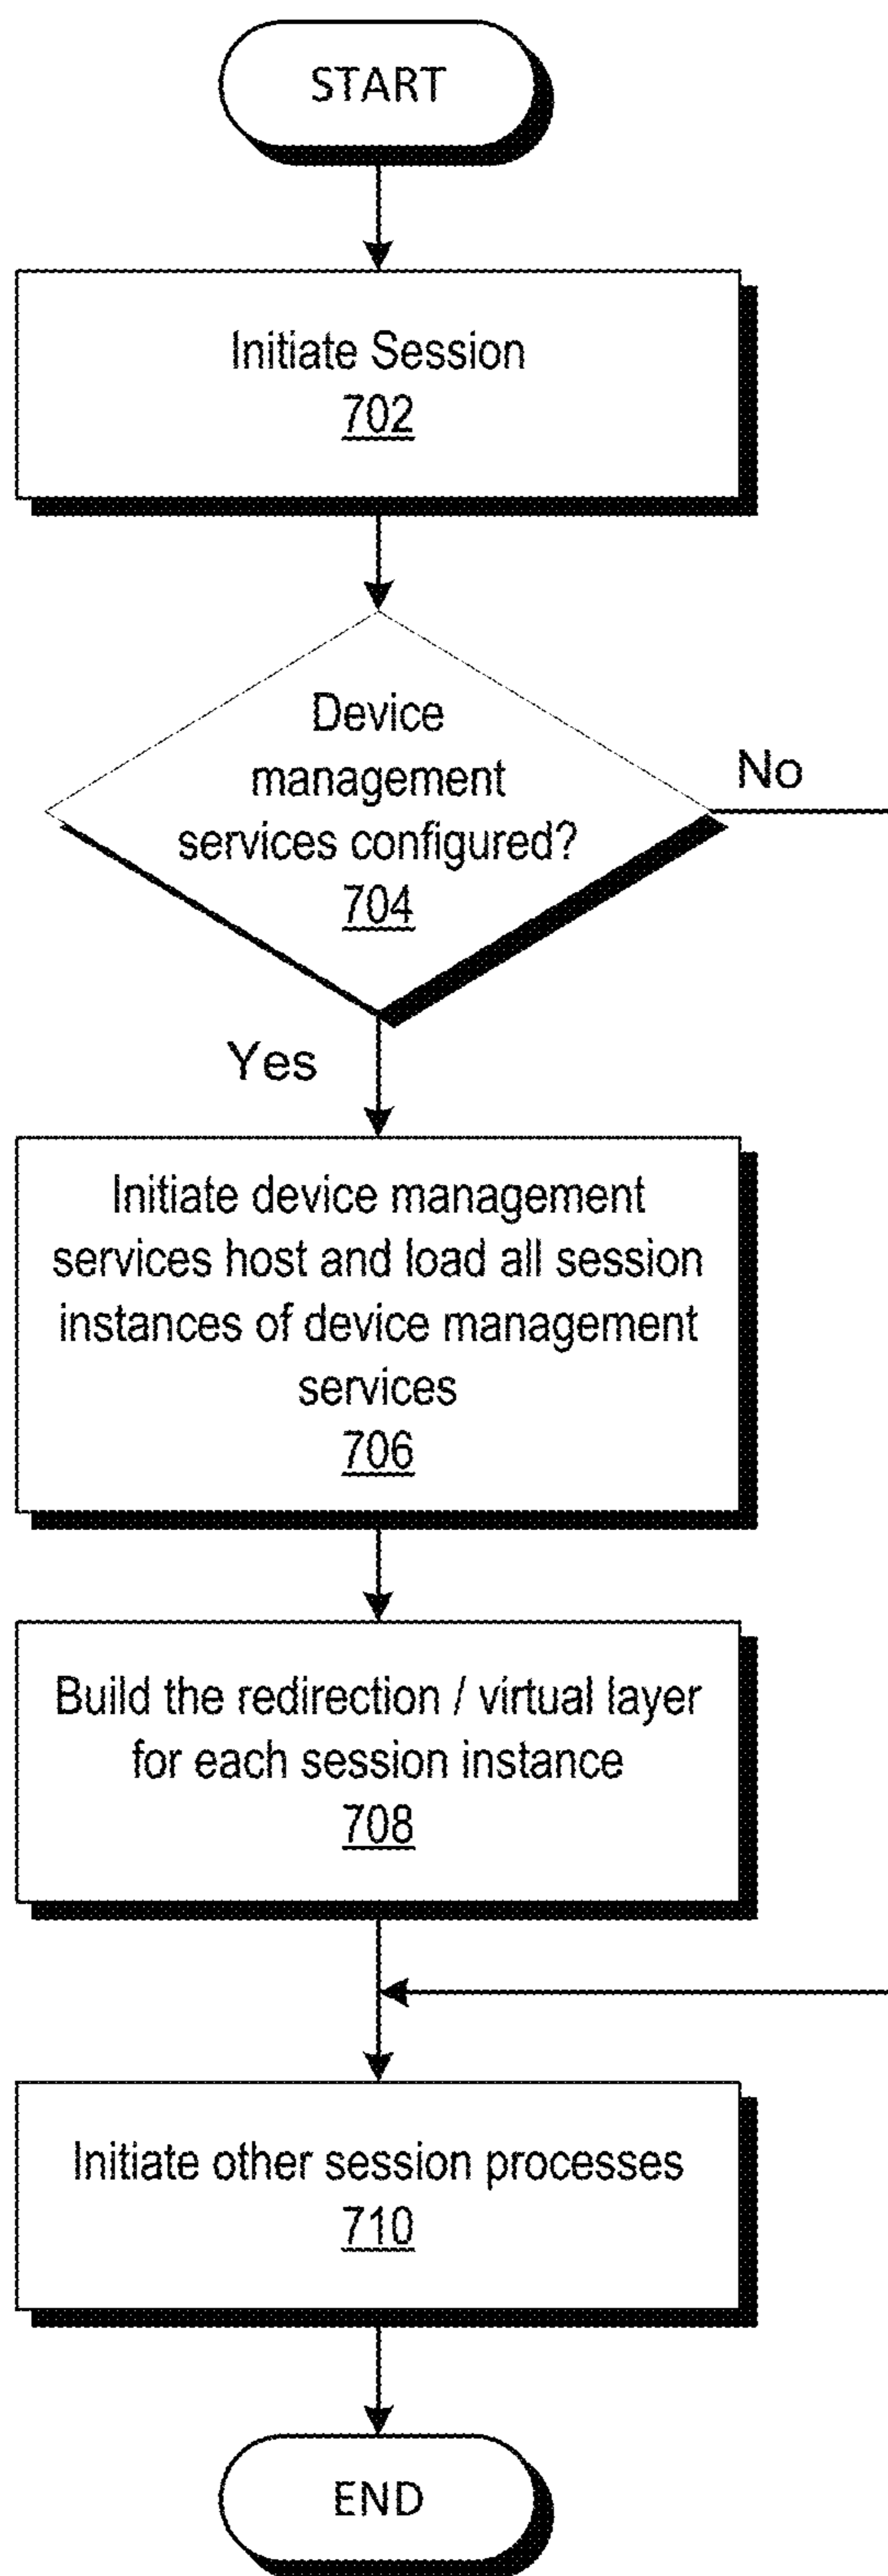 START
Initiate Session
702
Device
management
services configured?
704
No
Yes
Initiate device management
services host and load all session
instances of device management
services
706
Build the redirection / virtual layer
for each session instance
708
Initiate other session processes
710
END